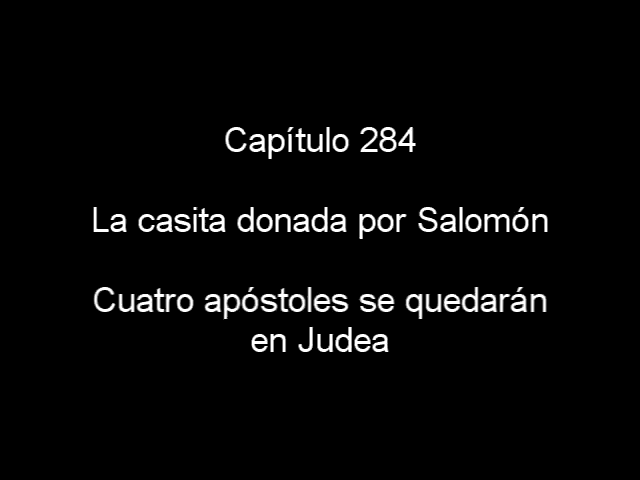 Capítulo 284
La casita donada por Salomón
Cuatro apóstoles se quedarán
en Judea